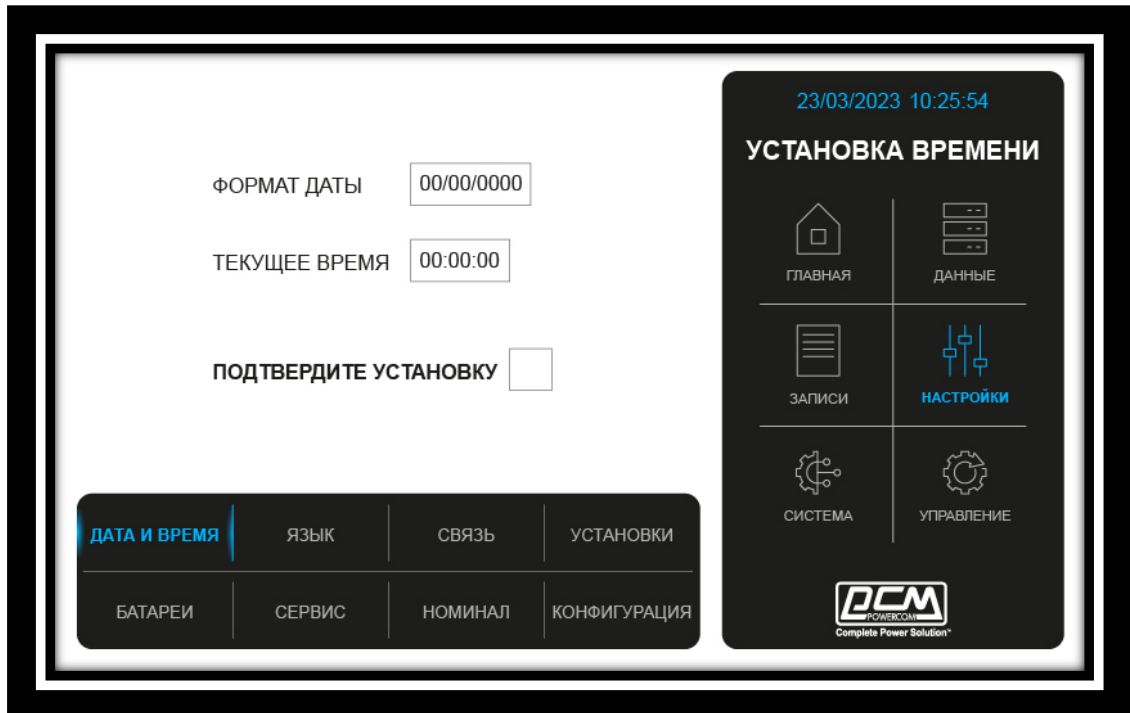 23/03/2023 10:25:54
УСТАНОВКА ВРЕМЕНИ
ФОРМАТ ДАТЫ 00/00/0000
ТЕКУЩЕЕ ВРЕМЯ 00:00:00
ПОДТВЕРДИТЕ УСТАНОВКУ
ГЛАВНАЯ ДАННЫЕ
ЗАПИСИ НАСТРОЙКИ
СИСТЕМА УПРАВЛЕНИЕ
ДАТА И ВРЕМЯ ЯЗЫК СВЯЗЬ УСТАНОВКИ
БАТАРЕИ СЕРВИС НОМИНАЛ КОНФИГУРАЦИЯ
PCM
POWERCOM
Complete Power Solution™